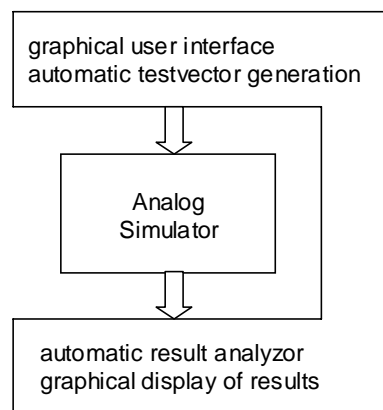 graphical user interface
automatic testvector generation
Analog
Simulator
automatic result analyzor
graphical display of results